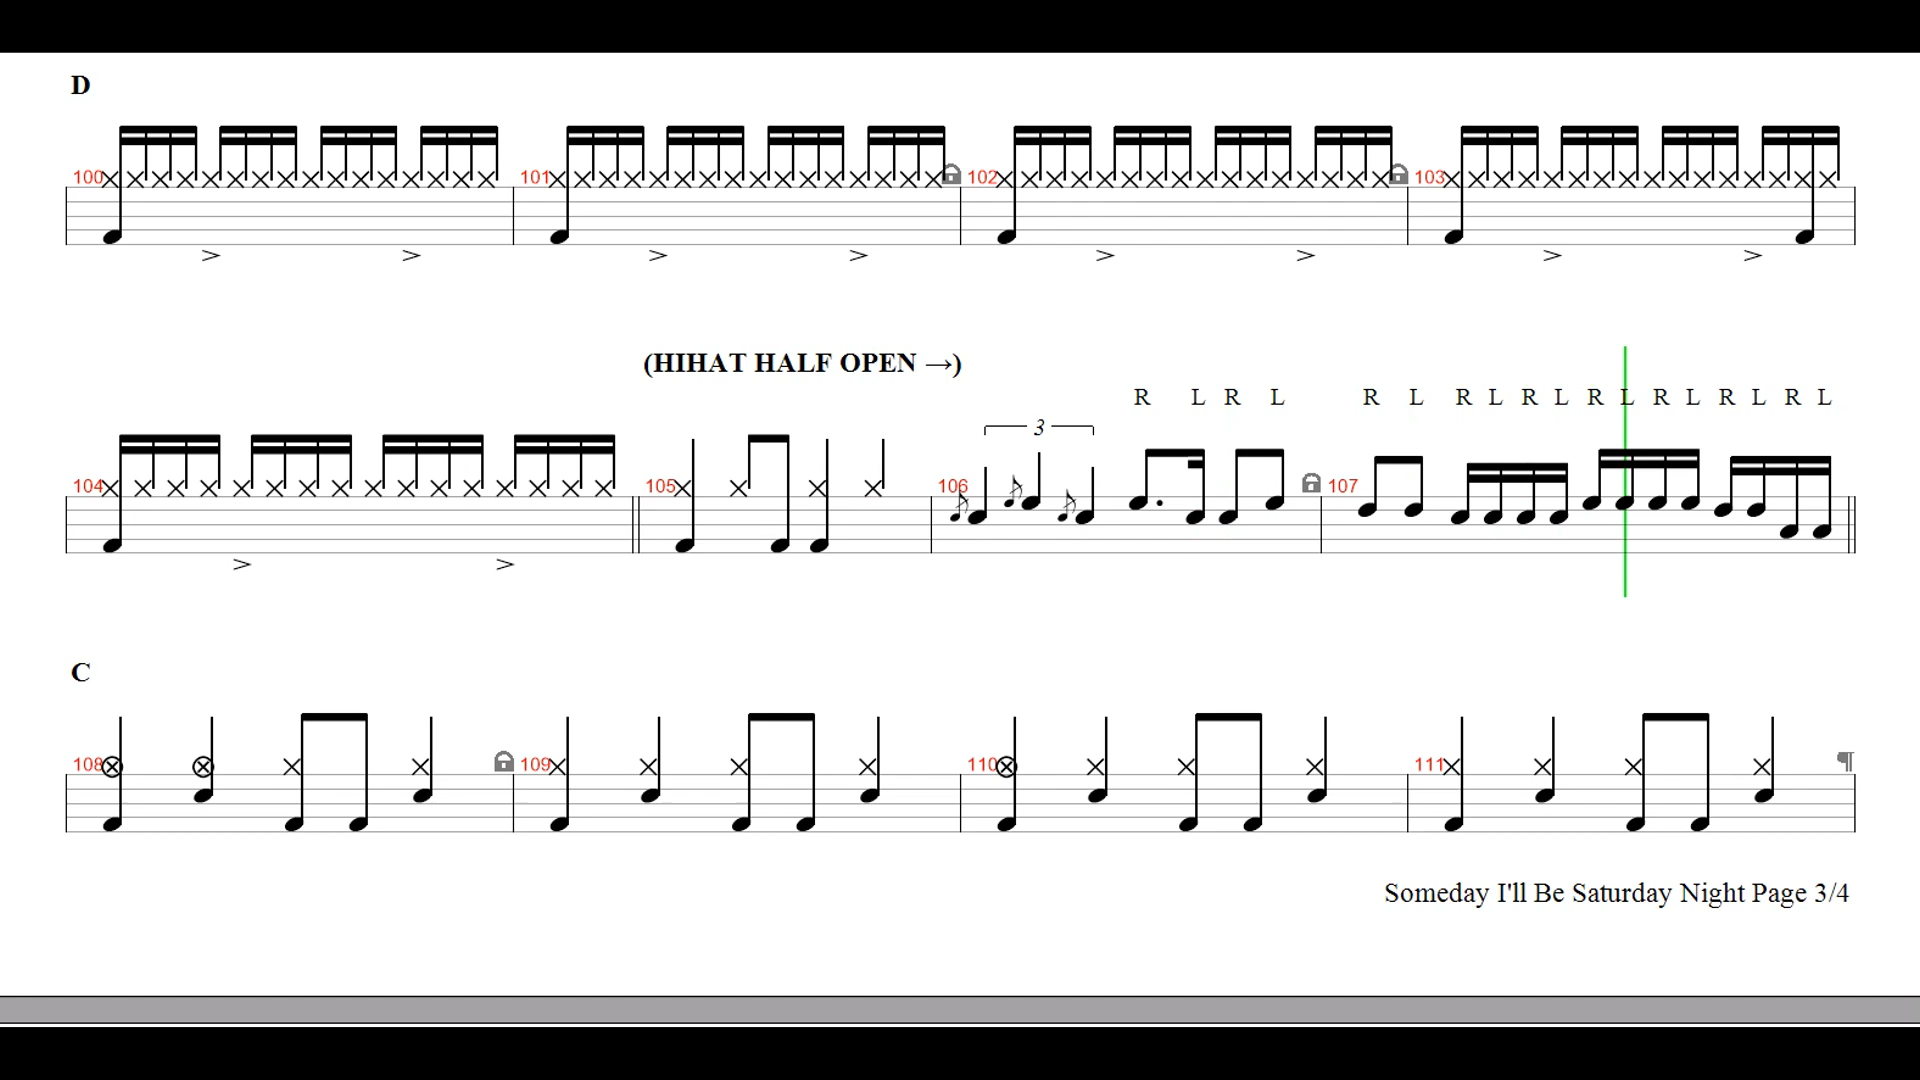 D
100 101 102 103
(HIHAT HALF OPEN →)
R L R L R L R L R L R L R L R L R L
3
104 105 106 107
C
108 109 110 111
Someday I'll Be Saturday Night Page 3/4